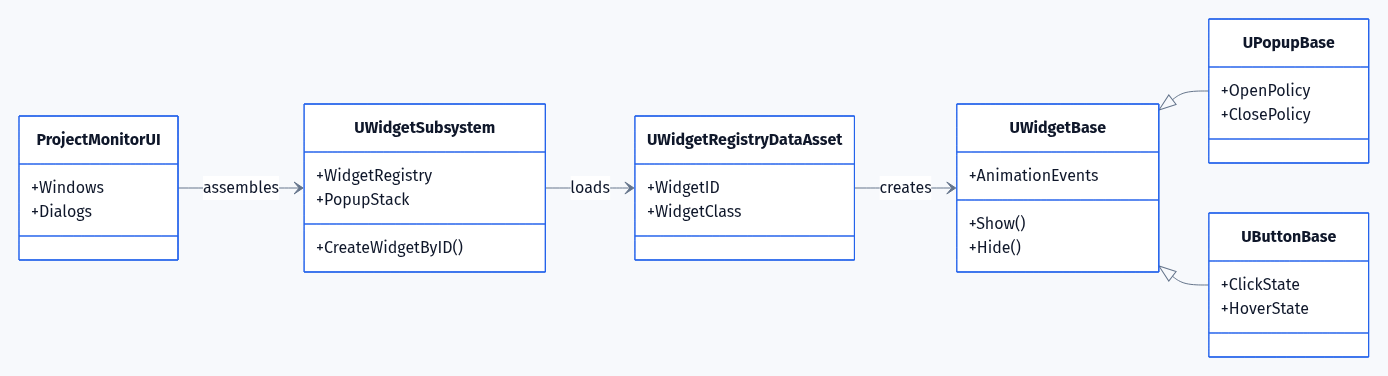 ProjectMonitorUI
+Windows
+Dialogs
assembles
UWidgetSubsystem
+WidgetRegistry
+PopupStack
+CreateWidgetByID()
loads
UWidgetRegistryDataAsset
+WidgetID
+WidgetClass
creates
UWidgetBase
+AnimationEvents
+Show()
+Hide()
UPopupBase
+OpenPolicy
+ClosePolicy
UButtonBase
+ClickState
+HoverState